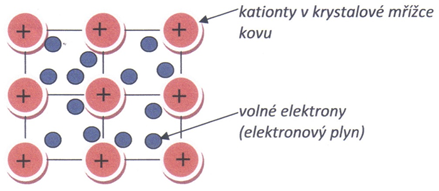 kationty v krystalové mřížce
kovu
+ + +
+ + +
volné elektrony
(elektronový plyn)
+ + +